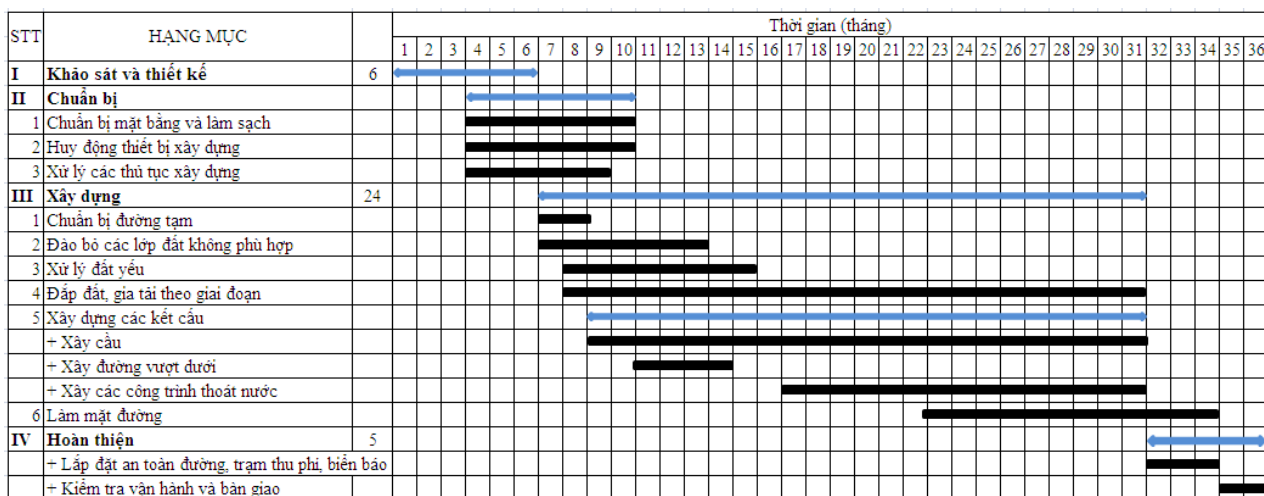 STT HẠNG MỤC Thời gian (tháng)
1 2 3 4 5 6 7 8 9 10 11 12 13 14 15 16 17 18 19 20 21 22 23 24 25 26 27 28 29 30 31 32 33 34 35 36
I Khảo sát và thiết kế 6
II Chuẩn bị
1 Chuẩn bị mặt bằng và làm sạch
2 Huy động thiết bị xây dựng
3 Xử lý các thủ tục xây dựng
III Xây dựng 24
1 Chuẩn bị đường tạm
2 Đào bỏ các lớp đất không phù hợp
3 Xử lý đất yếu
4 Đắp đất, gia tải theo giai đoạn
5 Xây dựng các kết cấu
+ Xây cầu
+ Xây đường vượt dưới
+ Xây các công trình thoát nước
6 Làm mặt đường
IV Hoàn thiện 5
+ Lắp đặt an toàn đường, trạm thu phí, biển báo
+ Kiểm tra vận hành và bàn giao